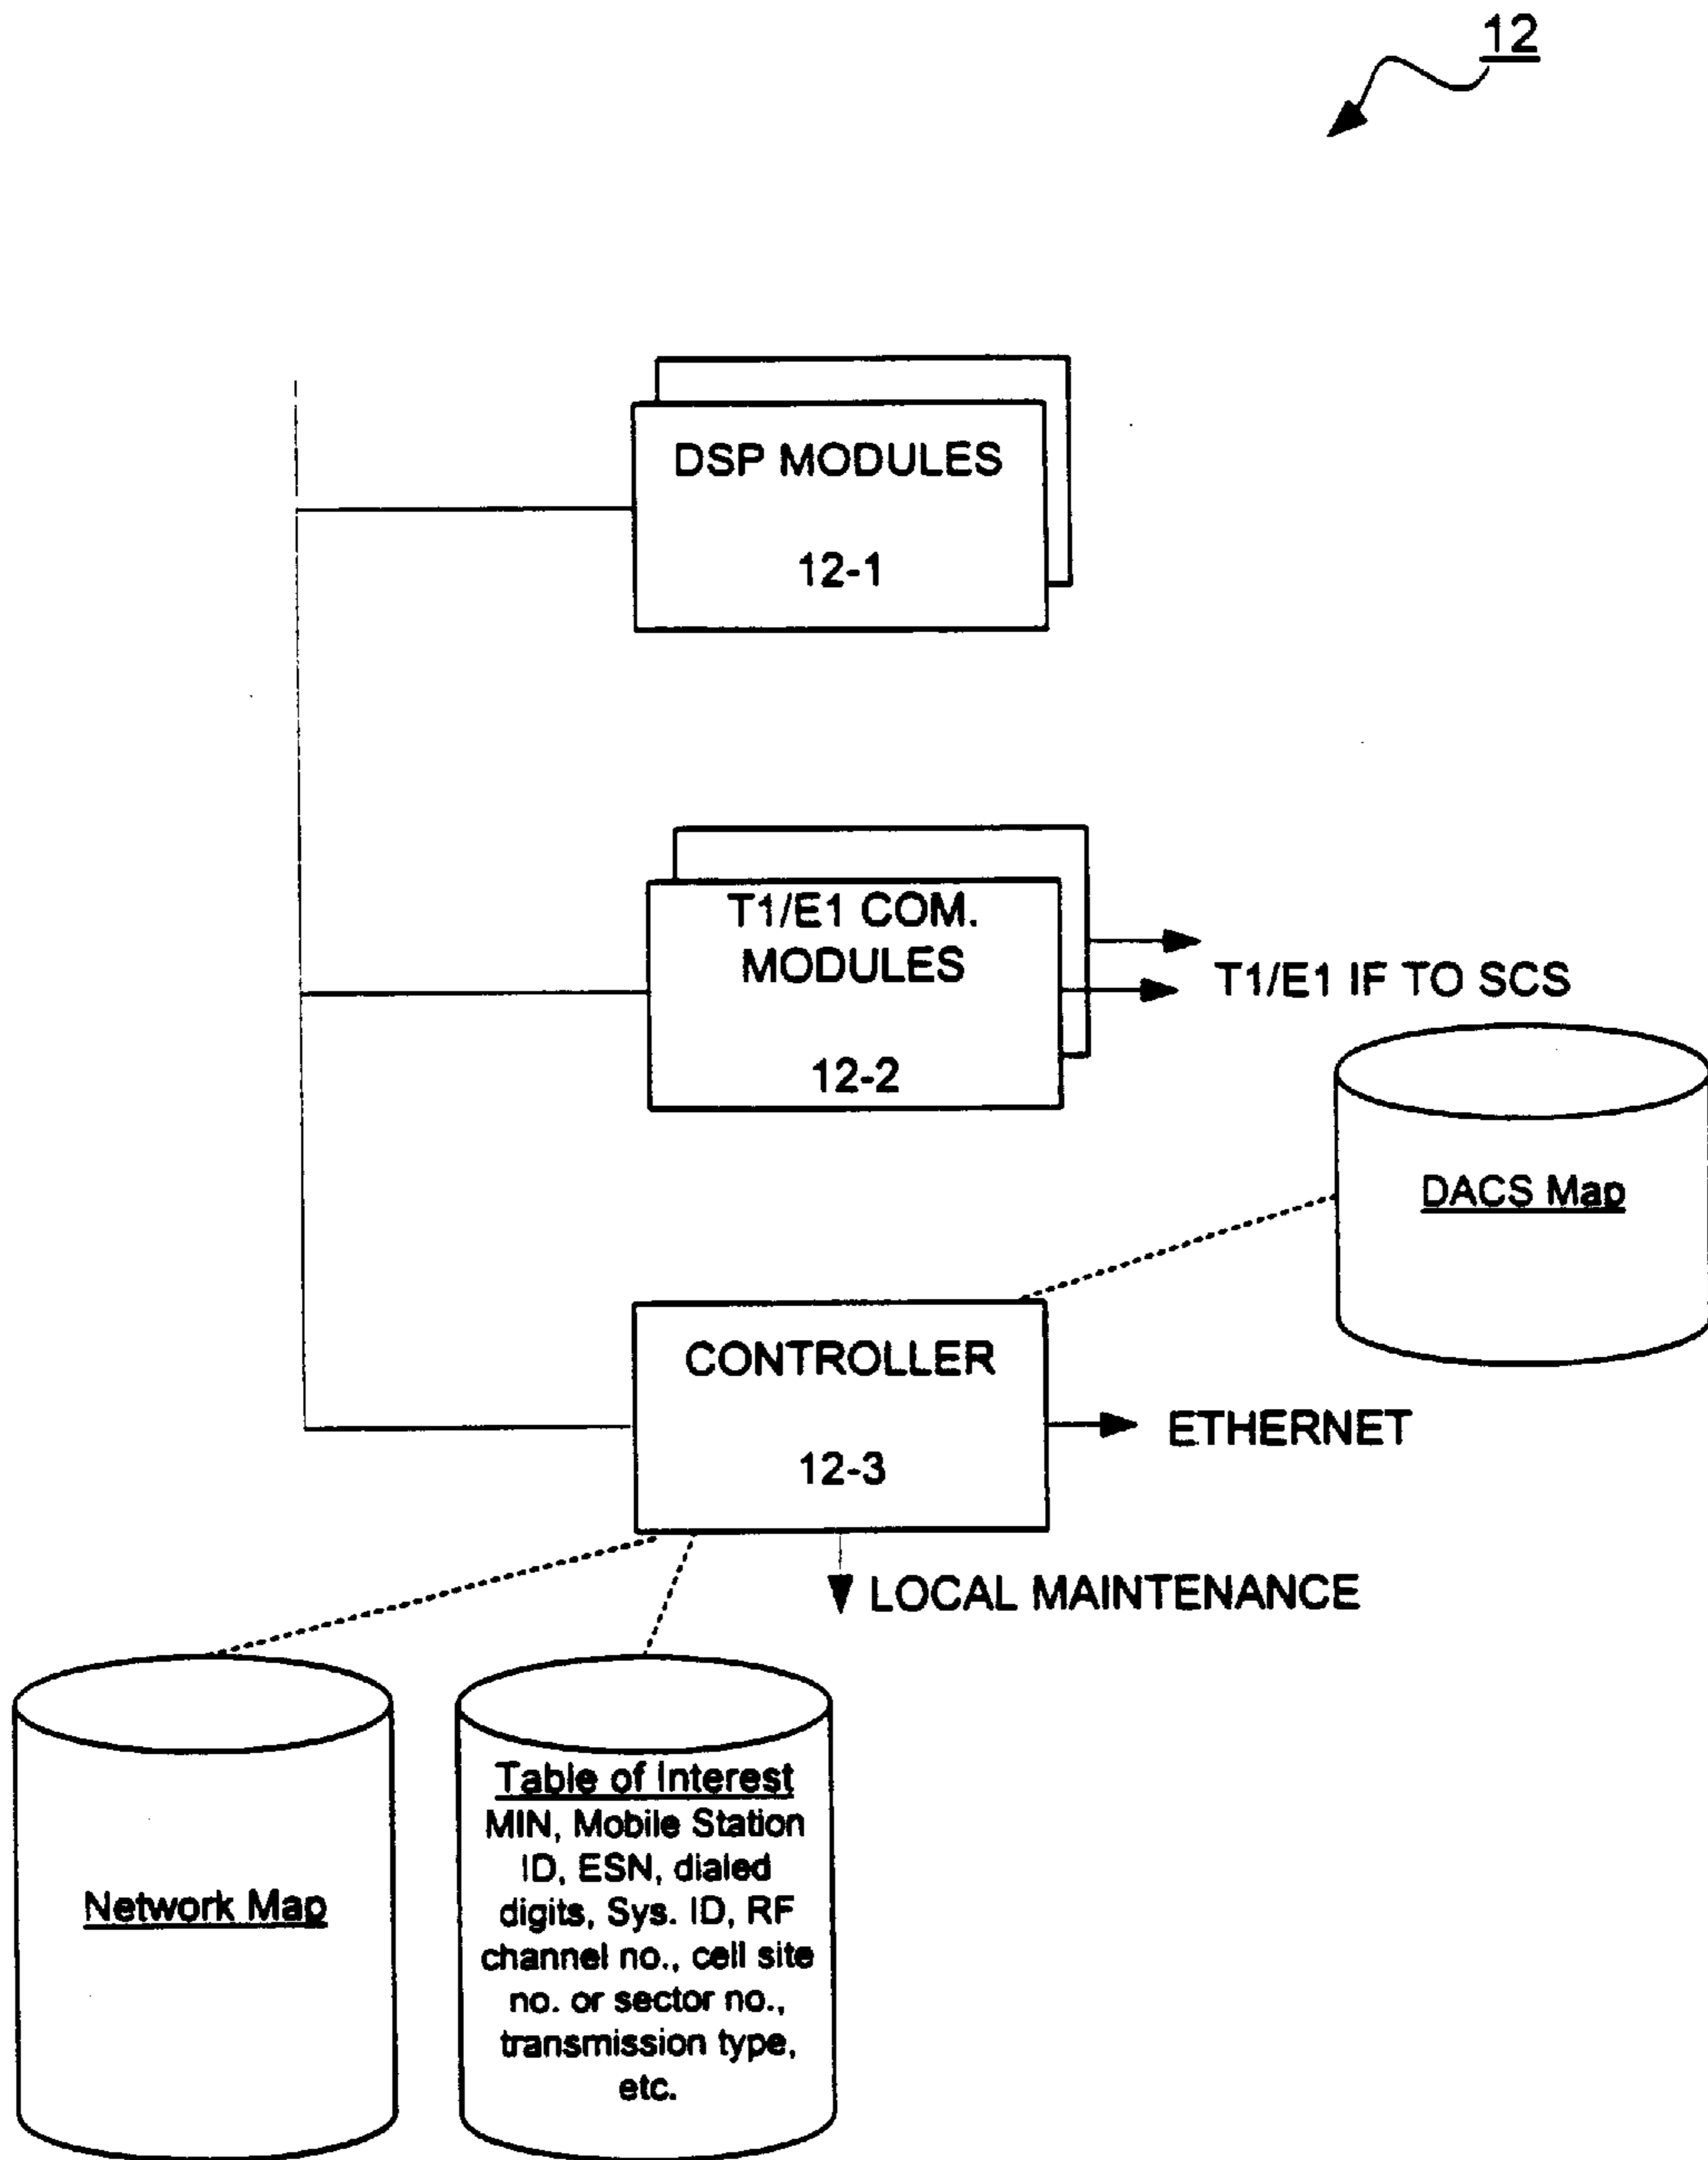 12
DSP MODULES
12-1
T1/E1 COM.
MODULES
12-2
T1/E1 IF TO SCS
DACS Map
CONTROLLER
12-3
ETHERNET
LOCAL MAINTENANCE
Network Map
Table of Interest
MIN, Mobile Station
ID, ESN, dialed
digits, Sys. ID, RF
channel no., cell site
no. or sector no.,
transmission type,
etc.